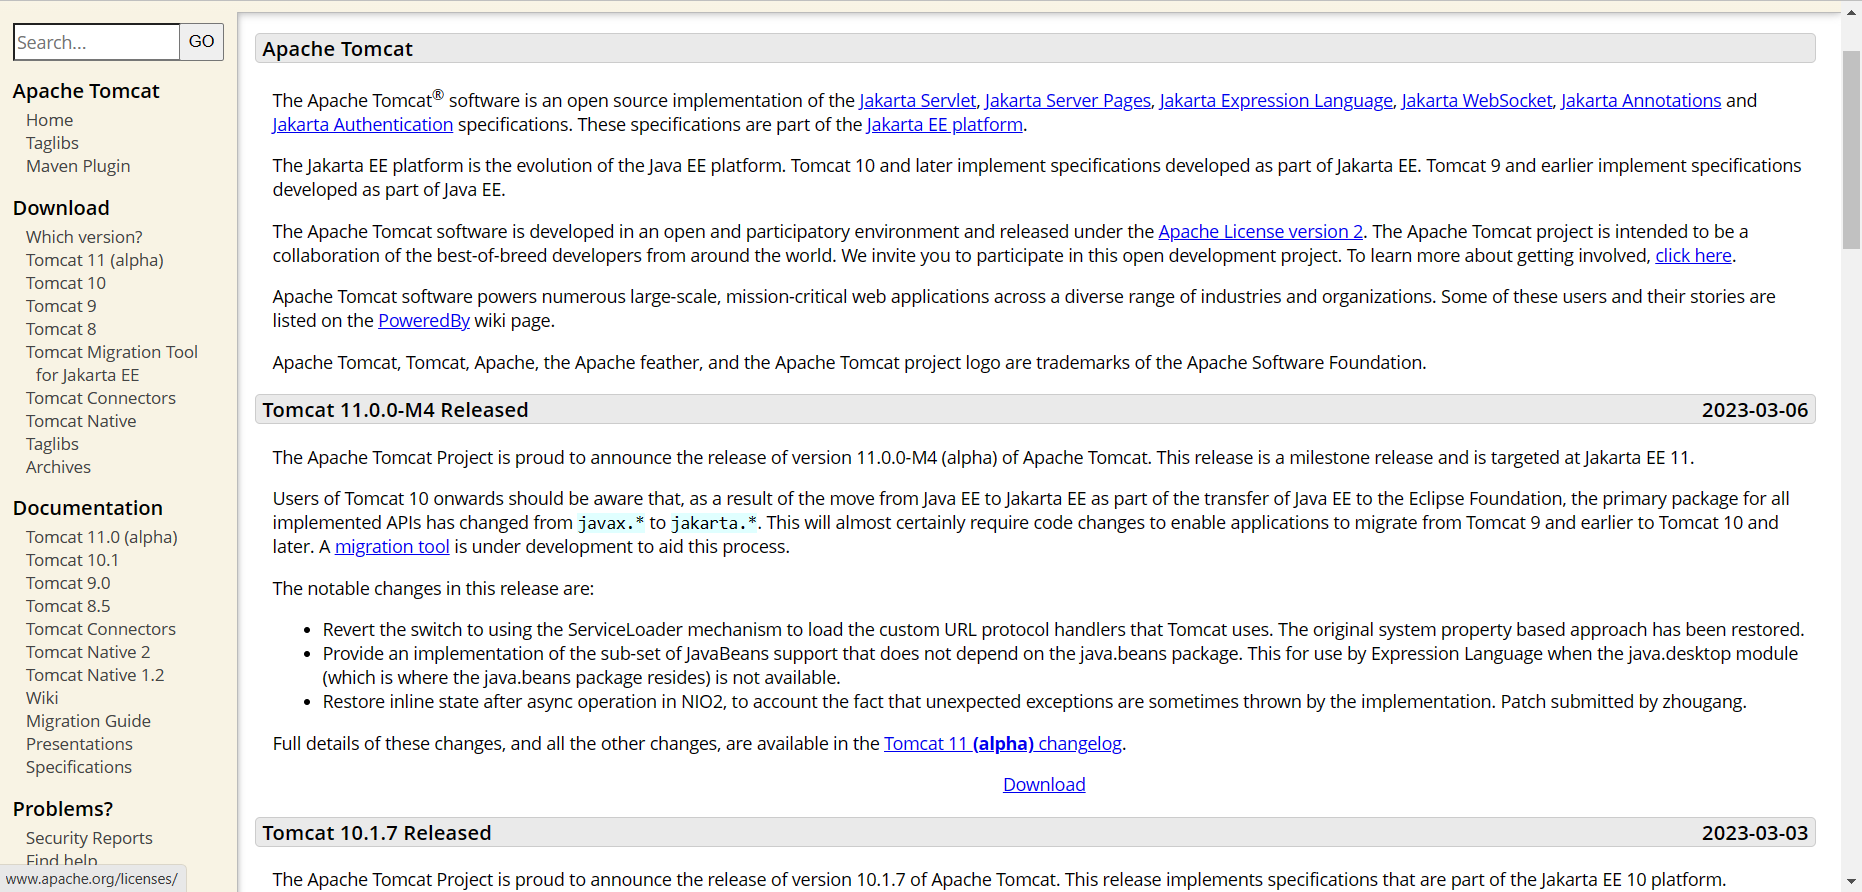 Search...
GO
Apache Tomcat
Home
Taglibs
Maven Plugin
Download
Which version?
Tomcat 11 (alpha)
Tomcat 10
Tomcat 9
Tomcat 8
Tomcat Migration Tool
for Jakarta EE
Tomcat Connectors
Tomcat Native
Taglibs
Archives
Documentation
Tomcat 11.0 (alpha)
Tomcat 10.1
Tomcat 9.0
Tomcat 8.5
Tomcat Connectors
Tomcat Native 2
Tomcat Native 1.2
Wiki
Migration Guide
Presentations
Specifications
Problems?
Security Reports
Find help
www.apache.org/licenses/
Apache Tomcat
The Apache Tomcat® software is an open source implementation of the Jakarta Servlet, Jakarta Server Pages, Jakarta Expression Language, Jakarta WebSocket, Jakarta Annotations and
Jakarta Authentication specifications. These specifications are part of the Jakarta EE platform.
The Jakarta EE platform is the evolution of the Java EE platform. Tomcat 10 and later implement specifications developed as part of Jakarta EE. Tomcat 9 and earlier implement specifications
developed as part of Java EE.
The Apache Tomcat software is developed in an open and participatory environment and released under the Apache License version 2. The Apache Tomcat project is intended to be a
collaboration of the best-of-breed developers from around the world. We invite you to participate in this open development project. To learn more about getting involved, click here.
Apache Tomcat software powers numerous large-scale, mission-critical web applications across a diverse range of industries and organizations. Some of these users and their stories are
listed on the PoweredBy wiki page.
Apache Tomcat, Tomcat, Apache, the Apache feather, and the Apache Tomcat project logo are trademarks of the Apache Software Foundation.
Tomcat 11.0.0-M4 Released 2023-03-06
The Apache Tomcat Project is proud to announce the release of version 11.0.0-M4 (alpha) of Apache Tomcat. This release is a milestone release and is targeted at Jakarta EE 11.
Users of Tomcat 10 onwards should be aware that, as a result of the move from Java EE to Jakarta EE as part of the transfer of Java EE to the Eclipse Foundation, the primary package for all
implemented APIs has changed from javax.* to jakarta.*. This will almost certainly require code changes to enable applications to migrate from Tomcat 9 and earlier to Tomcat 10 and
later. A migration tool is under development to aid this process.
The notable changes in this release are:
• Revert the switch to using the ServiceLoader mechanism to load the custom URL protocol handlers that Tomcat uses. The original system property based approach has been restored.
• Provide an implementation of the sub-set of JavaBeans support that does not depend on the java.beans package. This for use by Expression Language when the java.desktop module
(which is where the java.beans package resides) is not available.
• Restore inline state after async operation in NIO2, to account the fact that unexpected exceptions are sometimes thrown by the implementation. Patch submitted by zhougang.
Full details of these changes, and all the other changes, are available in the Tomcat 11 (alpha) changelog.
Download
Tomcat 10.1.7 Released 2023-03-03
The Apache Tomcat Project is proud to announce the release of version 10.1.7 of Apache Tomcat. This release implements specifications that are part of the Jakarta EE 10 platform.